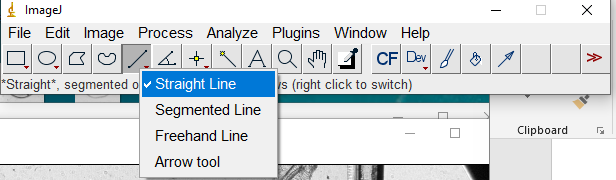 ImageJ
File Edit Image Process Analyze Plugins Window Help
A CF Dev >>
*Straight*, segmented o ws (right click to switch)
Straight Line
Segmented Line
Freehand Line
Arrow tool
Clipboard